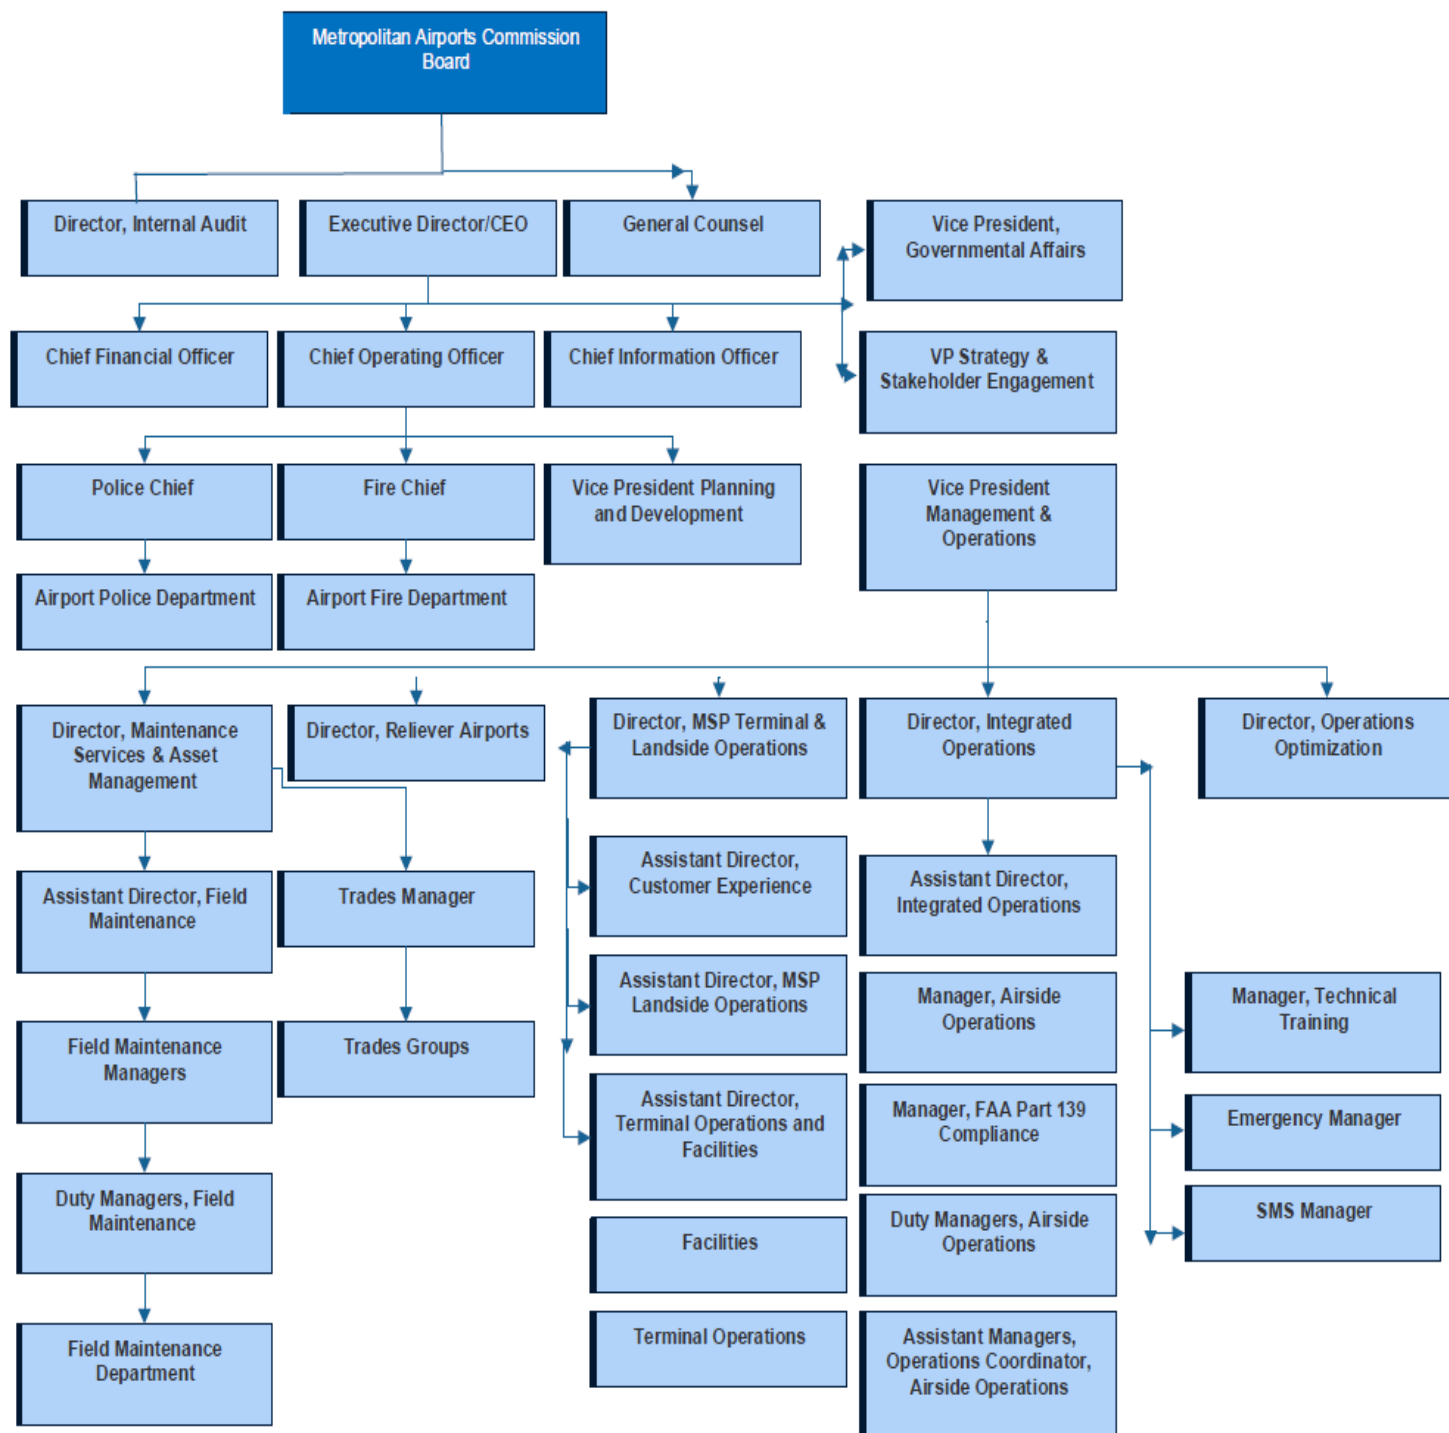 Metropolitan Airports Commission
Board
Director, Internal Audit
Executive Director/CEO
General Counsel
Vice President,
Governmental Affairs
Chief Financial Officer
Chief Operating Officer
Chief Information Officer
VP Strategy &
Stakeholder Engagement
Police Chief
Fire Chief
Vice President Planning
and Development
Vice President
Management &
Operations
Airport Police Department
Airport Fire Department
Director, Maintenance
Services & Asset
Management
Director, Reliever Airports
Director, MSP Terminal &
Landside Operations
Director, Integrated
Operations
Director, Operations
Optimization
Assistant Director, Field
Maintenance
Trades Manager
Assistant Director,
Customer Experience
Assistant Director,
Integrated Operations
Assistant Director, MSP
Landside Operations
Manager, Airside
Operations
Manager, Technical
Training
Field Maintenance
Managers
Trades Groups
Assistant Director,
Terminal Operations and
Facilities
Manager, FAA Part 139
Compliance
Emergency Manager
Duty Managers, Field
Maintenance
Facilities
Duty Managers, Airside
Operations
SMS Manager
Field Maintenance
Department
Terminal Operations
Assistant Managers,
Operations Coordinator,
Airside Operations